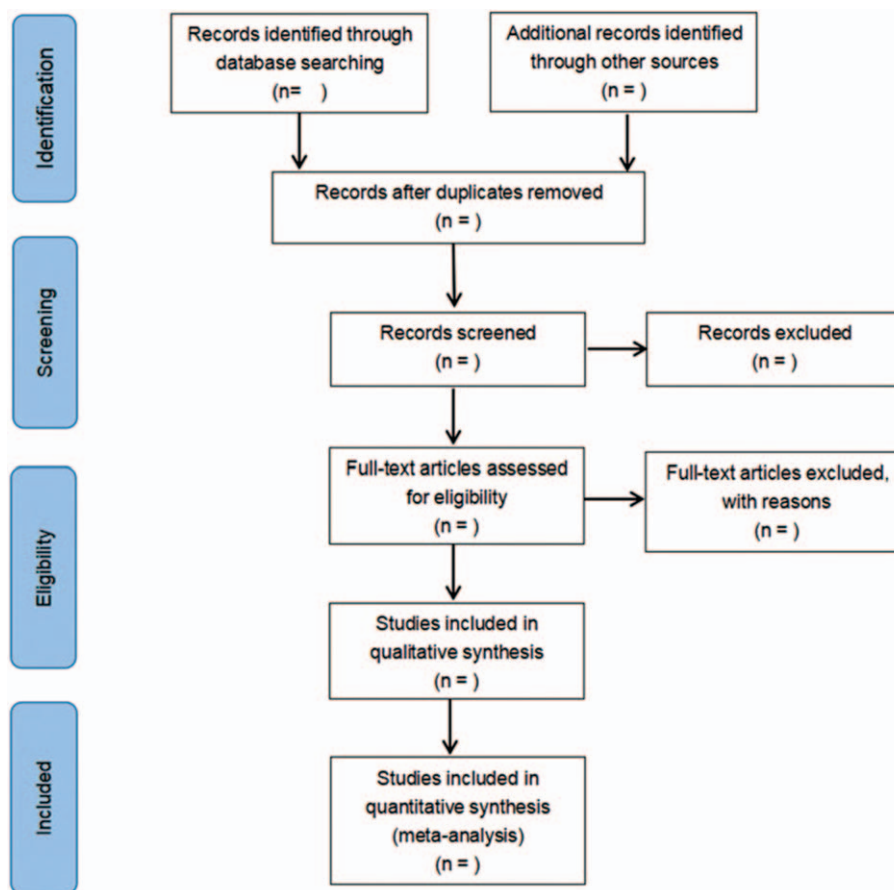 Identification
Records identified through
database searching
(n=   )
Additional records identified
through other sources
(n = )
Records after duplicates removed
(n = )
Screening
Records screened
(n = )
Records excluded
(n = )
Eligibility
Full-text articles assessed
for eligibility
(n = )
Full-text articles excluded,
with reasons
(n = )
Studies included in
qualitative synthesis
(n = )
Included
Studies included in
quantitative synthesis
(meta-analysis)
(n = )